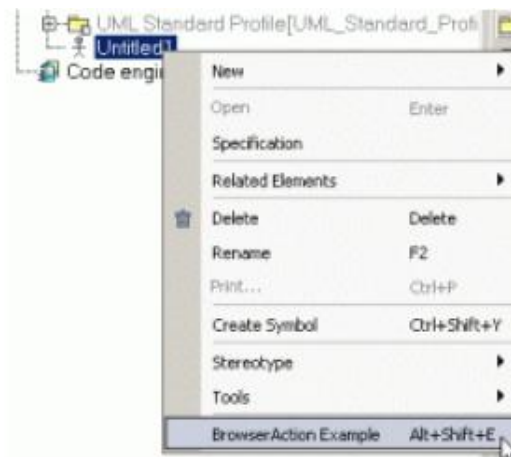 UML Standard Profile[UML_Standard_Profi
Untitled1
Code engi
New
Open Enter
Specification
Related Elements
Delete Delete
Rename F2
Print... Ctrl+P
Create Symbol Ctrl+Shift+Y
Stereotype
Tools
BrowserAction Example Alt+Shift+E